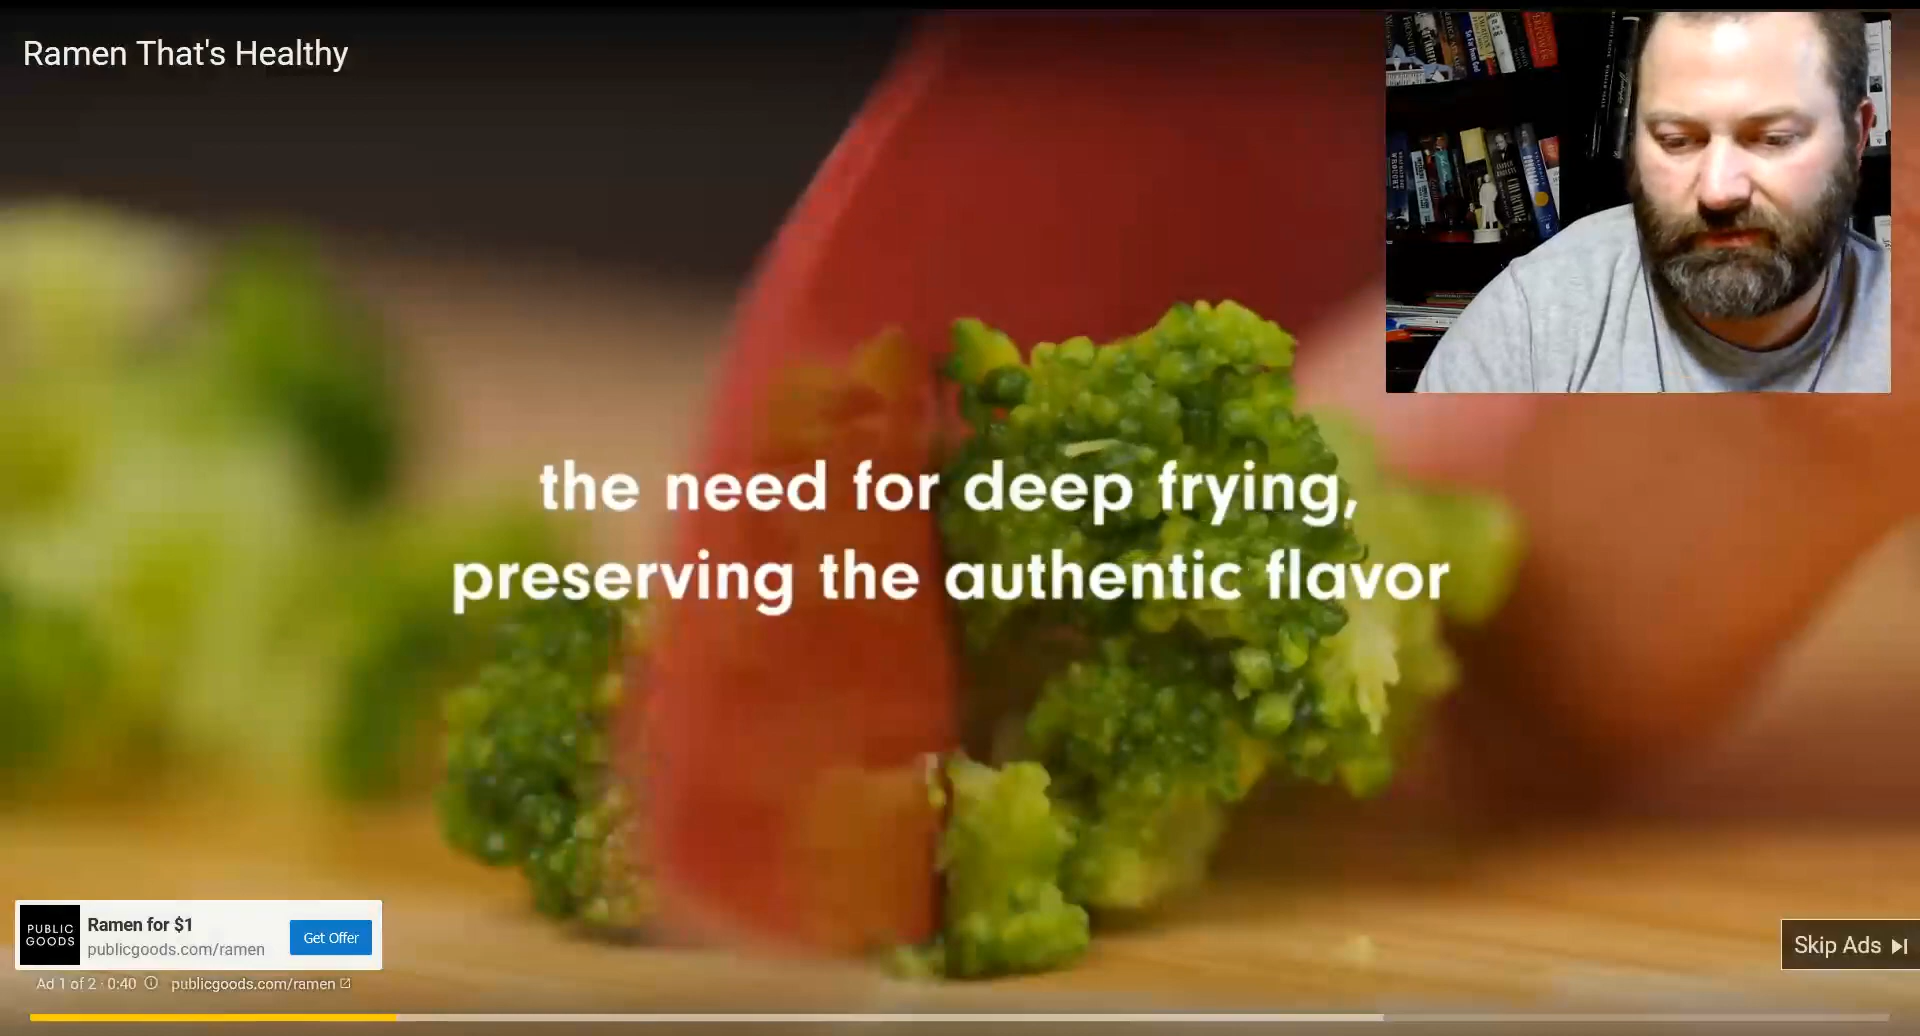 Ramen That's Healthy
the need for deep frying,
preserving the authentic flavor
PUBLIC
GOODS
Ramen for $1
publicgoods.com/ramen
Get Offer
Skip Ads
Ad 1 of 2 · 0:40
publicgoods.com/ramen
CHURCHILL